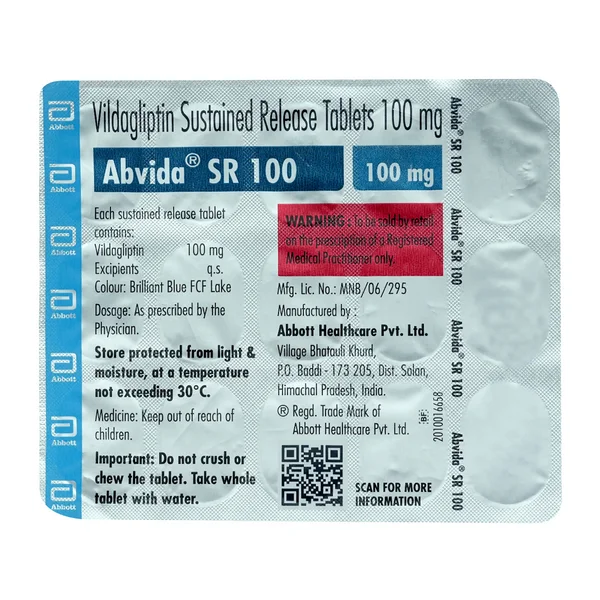 Vildagliptin Sustained Release Tablets 100 mg
Abvida® SR 100
100 mg
Each sustained release tablet
contains:
Vildagliptin 100 mg
Excipients q.s.
Colour: Brilliant Blue FCF Lake
Dosage: As prescribed by the
Physician.
Store protected from light &
moisture, at a temperature
not exceeding 30°C.
Medicine: Keep out of reach of
children.
Important: Do not crush or
chew the tablet. Take whole
tablet with water.
WARNING : To be sold by retail
on the prescription of a Registered
Medical Practitioner only.
Mfg. Lic. No.: MNB/06/295
Manufactured by :
Abbott Healthcare Pvt. Ltd.
Village Bhatauli Khurd,
P.O. Baddi - 173 205, Dist. Solan,
Himachal Pradesh, India.
® Regd. Trade Mark of
Abbott Healthcare Pvt. Ltd.
SCAN FOR MORE
INFORMATION
BF:
2010019658
Abvida® SR 100
Abvida® SR 100
Abvida® SR 100
Abvida® SR 100
Abbott
Abbott
Abbott
Abbott
Abbott
Abbott
Abbott